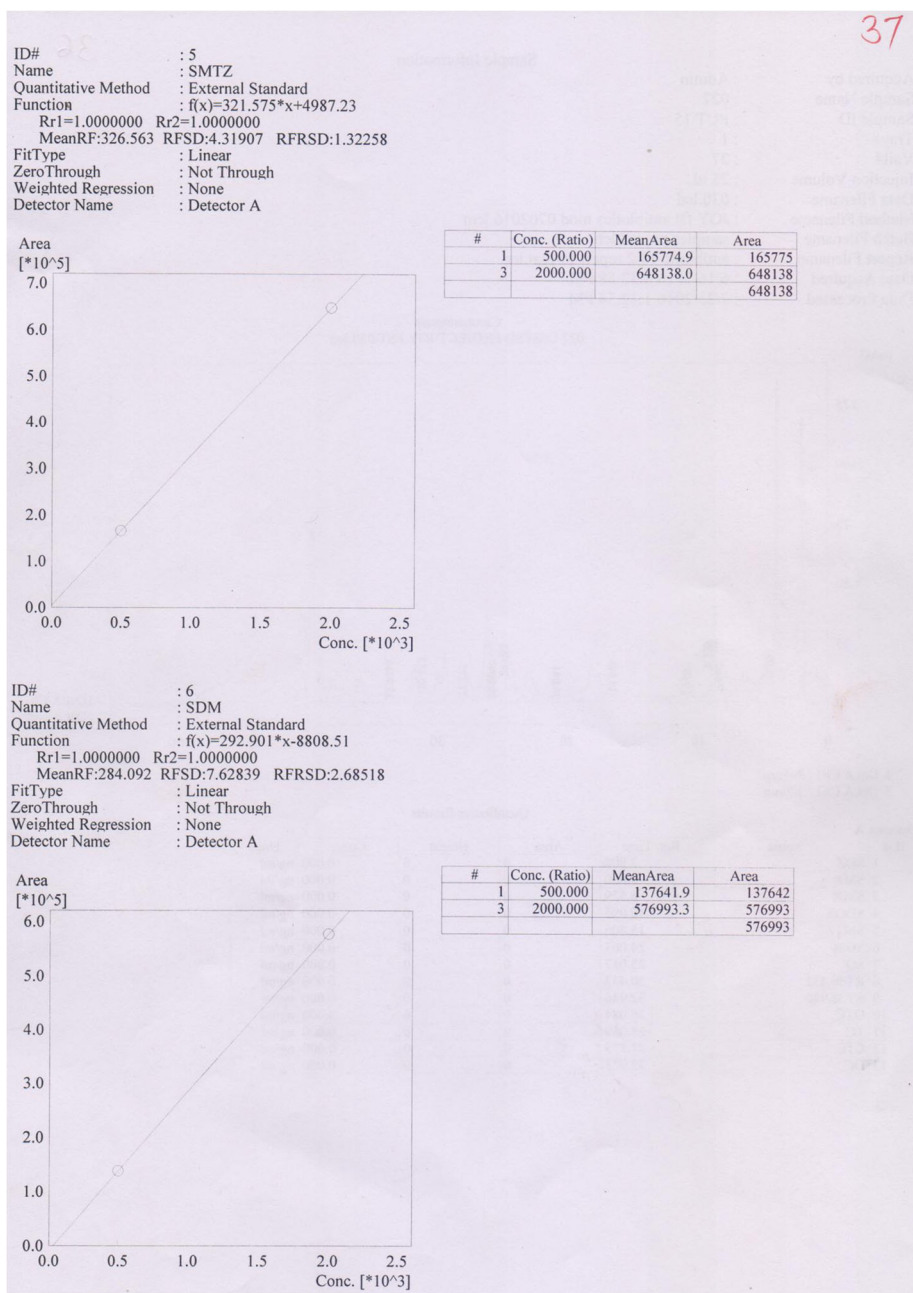 37
ID# : 5
Name : SMTZ
Quantitative Method : External Standard
Function : f(x)=321.575*x+4987.23
Rr1=1.0000000 Rr2=1.0000000
MeanRF:326.563 RFSD:4.31907 RFRSD:1.32258
FitType : Linear
ZeroThrough : Not Through
Weighted Regression : None
Detector Name : Detector A
# Conc. (Ratio) MeanArea Area
1 500.000 165774.9 165775
3 2000.000 648138.0 648138
648138
Area
[*10^5]
7.0
6.0
5.0
4.0
3.0
2.0
1.0
0.0
0.0 0.5 1.0 1.5 2.0 2.5
Conc. [*10^3]
ID# : 6
Name : SDM
Quantitative Method : External Standard
Function : f(x)=292.901*x-8808.51
Rr1=1.0000000 Rr2=1.0000000
MeanRF:284.092 RFSD:7.62839 RFRSD:2.68518
FitType : Linear
ZeroThrough : Not Through
Weighted Regression : None
Detector Name : Detector A
# Conc. (Ratio) MeanArea Area
1 500.000 137641.9 137642
3 2000.000 576993.3 576993
576993
Area
[*10^5]
6.0
5.0
4.0
3.0
2.0
1.0
0.0
0.0 0.5 1.0 1.5 2.0 2.5
Conc. [*10^3]